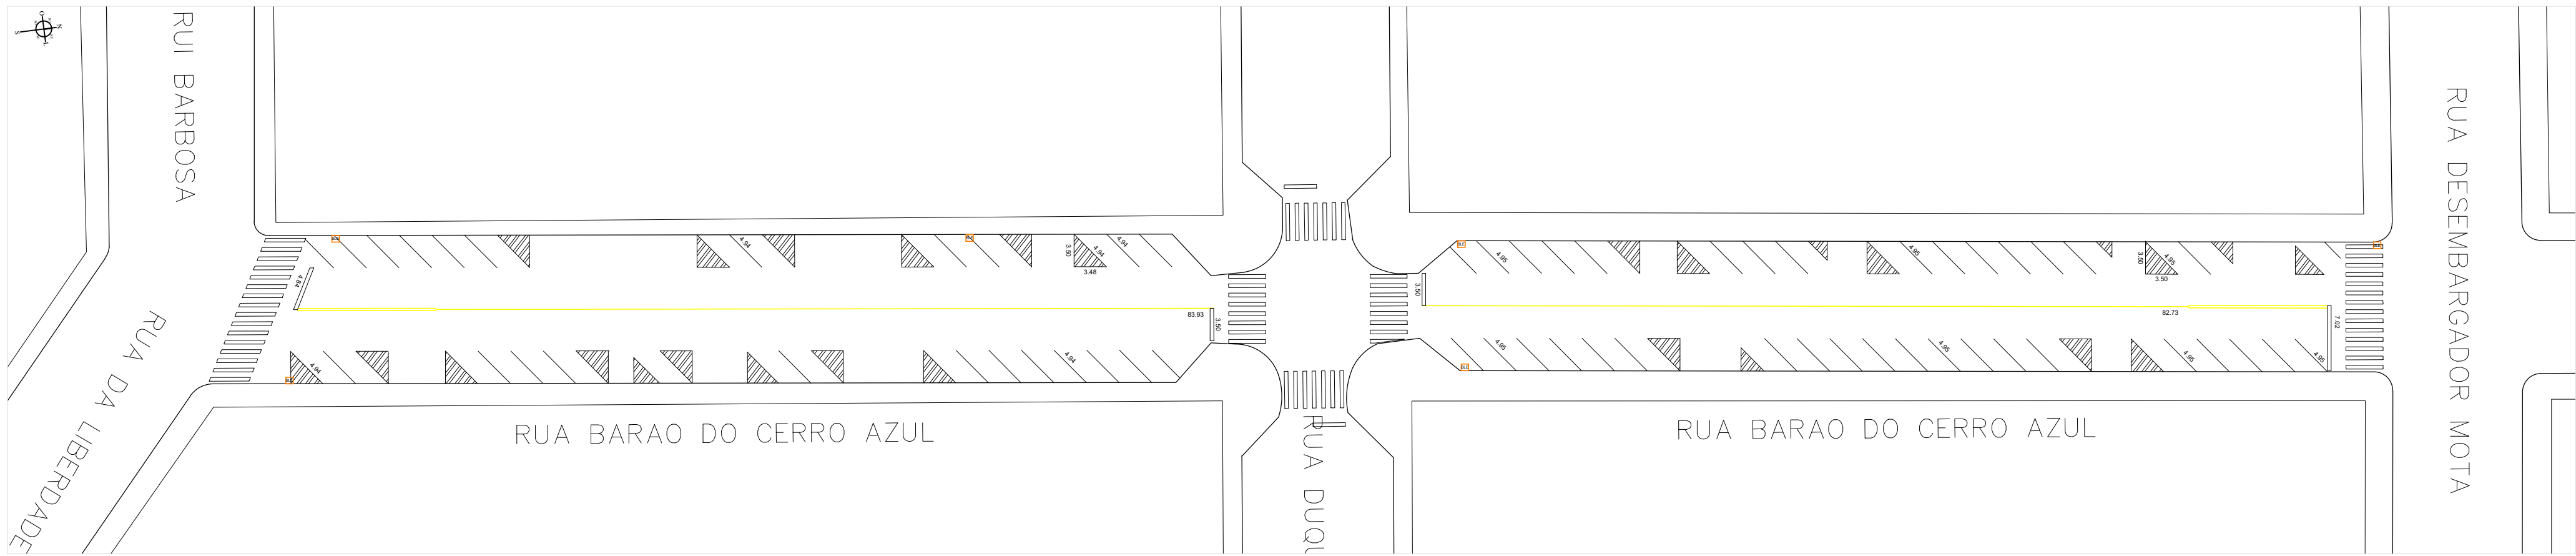 RUI BARBOSA
RUA DA LIBERDADE
RUA BARAO DO CERRO AZUL
RUA DUQU
RUA BARAO DO CERRO AZUL
RUA DESEMBARGADOR MOTA
N
S
L
4.84
4.94
3.50
4.94
4.94
3.48
83.93
3.50
4.94
4.94
3.50
4.95
4.95
3.50
4.95
3.50
82.73
7.02
4.95
4.95
4.95
4.95